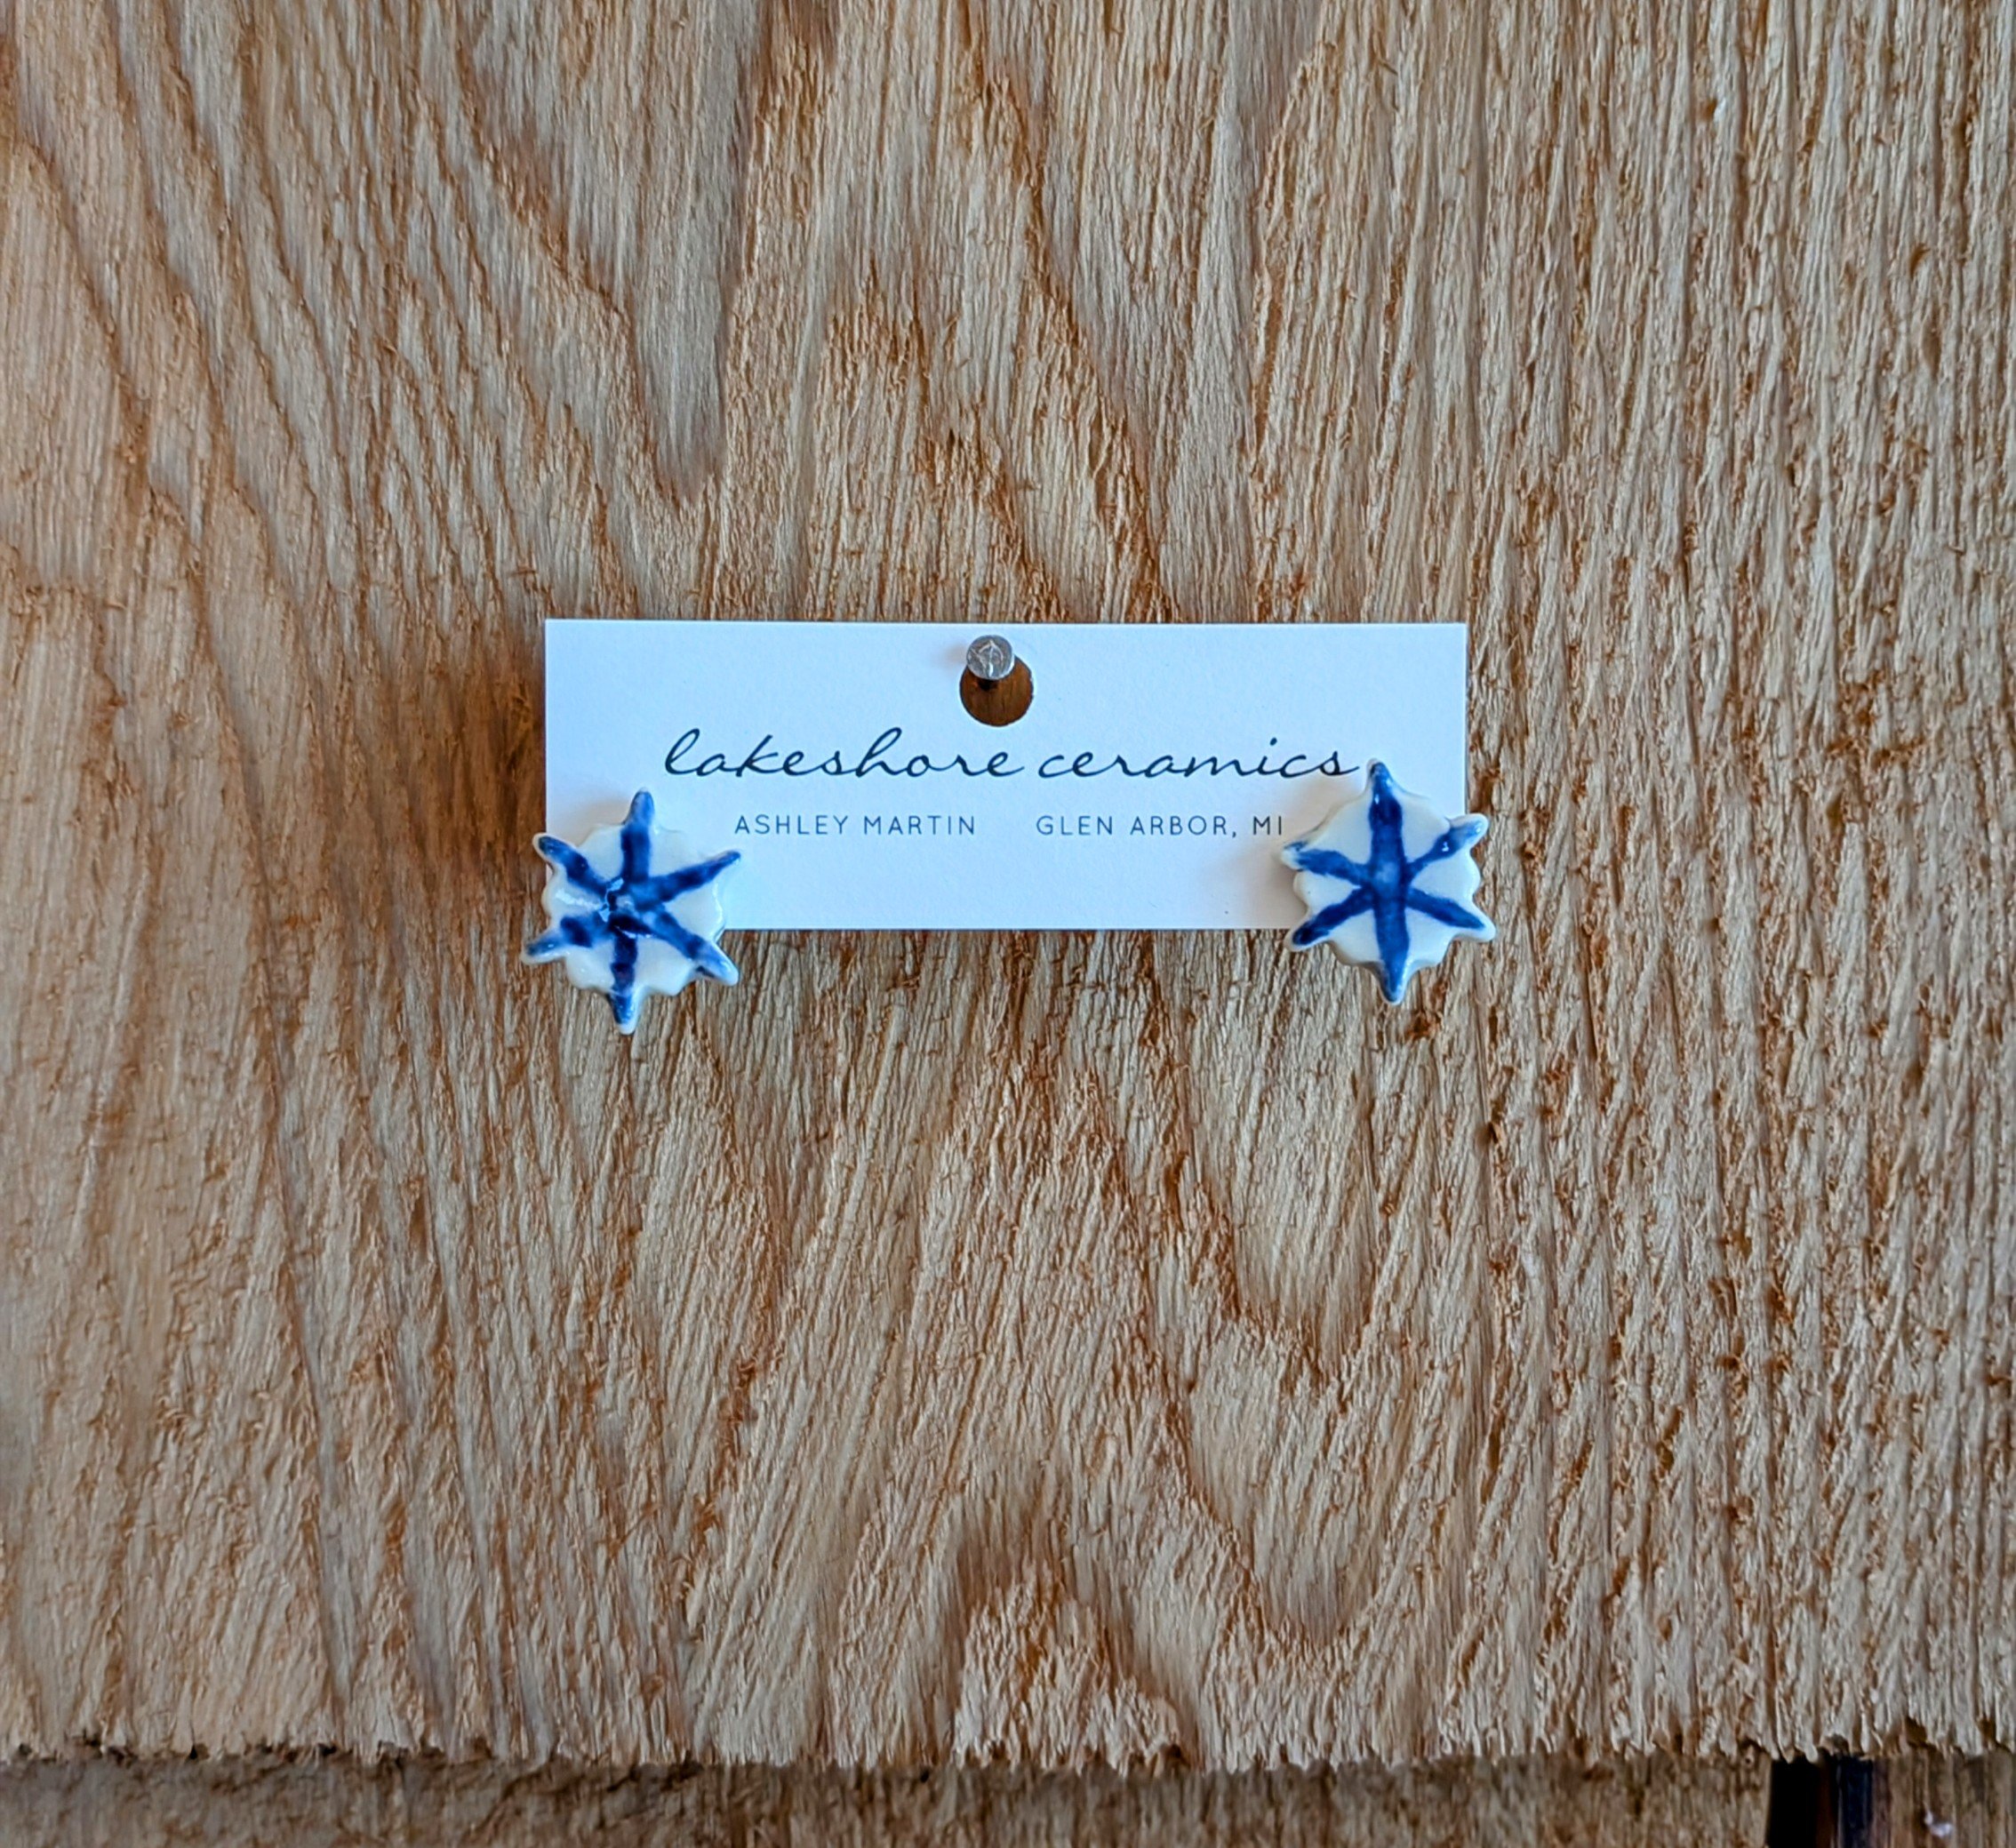 lakeshore ceramics
ASHLEY MARTIN GLEN ARBOR, MI